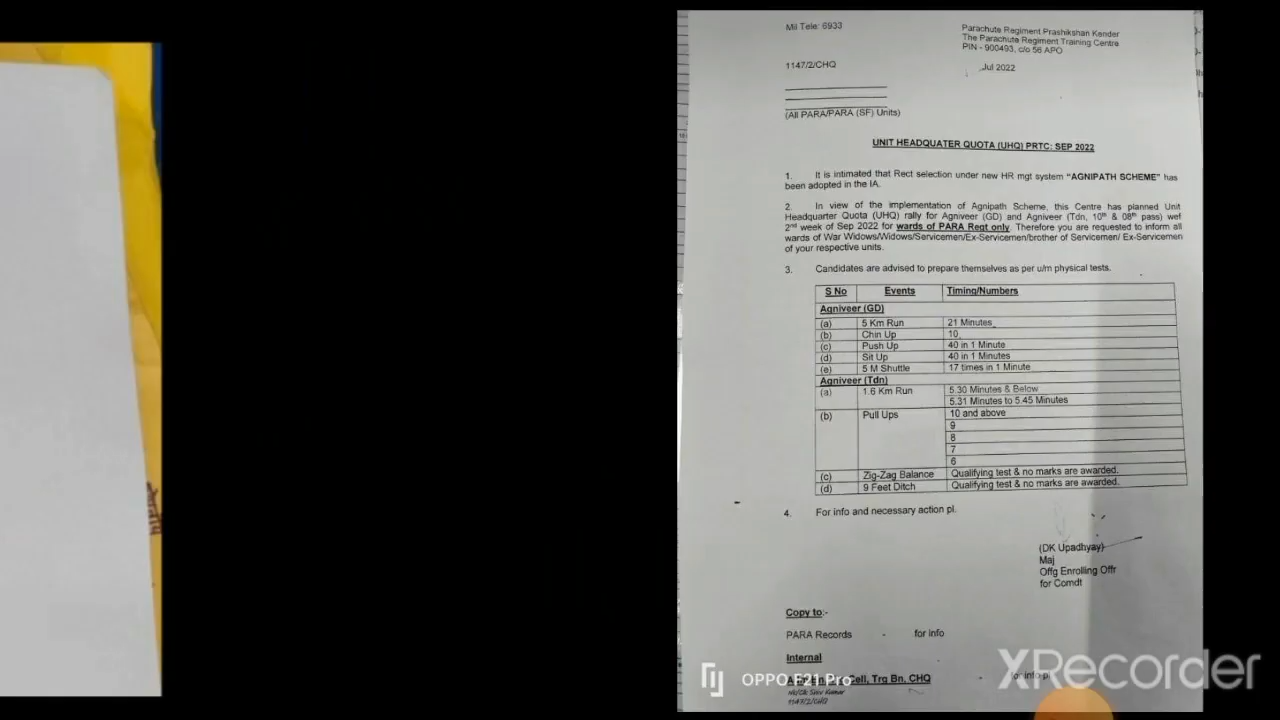 Mil Tele: 6933
Parachute Regiment Prashikshan Kender
The Parachute Regiment Training Centre
PIN - 900493, c/o 56 APO
1147/2/CHQ
Jul 2022
(All PARA/PARA (SF) Units)
UNIT HEADQUATER QUOTA (UHQ) PRTC: SEP 2022
1. It is intimated that Rect selection under new HR mgt system "AGNIPATH SCHEME" has
been adopted in the IA.
2. In view of the implementation of Agnipath Scheme, this Centre has planned Unit
Headquarter Quota (UHQ) rally for Agniveer (GD) and Agniveer (Tdn, 10th & 08th pass) wef
2nd week of Sep 2022 for wards of PARA Regt only. Therefore you are requested to inform all
wards of War Widows/Widows/Servicemen/Ex-Servicemen/brother of Servicemen/ Ex-Servicemen
of your respective units.
3. Candidates are advised to prepare themselves as per u/m physical tests.
S No Events Timing/Numbers
Agniveer (GD)
(a) 5 Km Run 21 Minutes
(b) Chin Up 10
(c) Push Up 40 in 1 Minute
(d) Sit Up 40 in 1 Minutes
(e) 5 M Shuttle 17 times in 1 Minute
Agniveer (Tdn)
(a) 1.6 Km Run 5.30 Minutes & Below
5.31 Minutes to 5.45 Minutes
(b) Pull Ups 10 and above
9
8
7
6
(c) Zig-Zag Balance Qualifying test & no marks are awarded.
(d) 9 Feet Ditch Qualifying test & no marks are awarded.
4. For info and necessary action pl.
(DK Upadhyay)
Maj
Offg Enrolling Offr
for Comdt
Copy to:-
PARA Records - for info
Internal
Cell, Trg Bn, CHQ - for info p
OPPO F21 Pro
Shiv Kumar
1147/2/CHQ
XRecorder